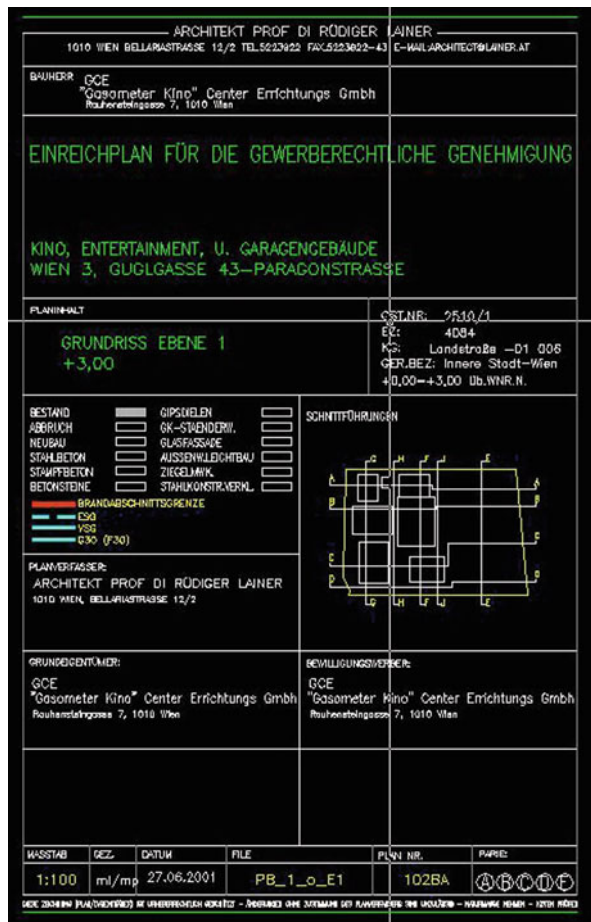 ARCHITEKT PROF DI RÜDIGER LAINER
1010 WIEN BELLARIASTRASSE 12/2 TEL.5223922 FAX.5223922-43 E-MAIL:ARCHITECT@LAINER.AT
BAUHERR GCE
"Gasometer Kino" Center Errichtungs Gmbh
Rauhensteingasse 7, 1010 Wien
EINREICHPLAN FÜR DIE GEWERBERECHTLICHE GENEHMIGUNG
KINO, ENTERTAINMENT, U. GARAGENGEBÄUDE
WIEN 3, GUGLGASSE 43-PARAGONSTRASSE
PLANINHALT
GRUNDRISS EBENE 1
+3,00
GST.NR: 2510/1
EZ: 4084
KG: Landstraße -01 006
GER.BEZ: Innere Stadt-Wien
±0,00=+3,00 üb.WNR.N.
BESTAND GIPSDIELEN
ABBRUCH GK-STAENDERW.
NEUBAU GLASFASSADE
STAHLBETON AUSSENW.LEICHTBAU
STAMPFBETON ZIEGELMWK.
BETONSTEINE STAHLKONSTR.VERKL.
BRANDABSCHNITTSGRENZE
ESG
VSG
G30 (F30)
SCHNITTFÜHRUNGEN
G H F J E
A A
B B
F
C C
D D
G H F J E
PLANVERFASSER:
ARCHITEKT PROF DI RÜDIGER LAINER
1010 WIEN, BELLARIASTRASSE 12/2
GRUNDEIGENTÜMER:
GCE
"Gasometer Kino" Center Errichtungs Gmbh
Rauhensteingasse 7, 1010 Wien
BEWILLIGUNGSWERBER:
GCE
"Gasometer Kino" Center Errichtungs Gmbh
Rauhensteingasse 7, 1010 Wien
MASSTAB GEZ. DATUM FILE PLAN NR. PARIE:
1:100 ml/mp 27.06.2001 PB_1_o_E1 102BA A B C D E